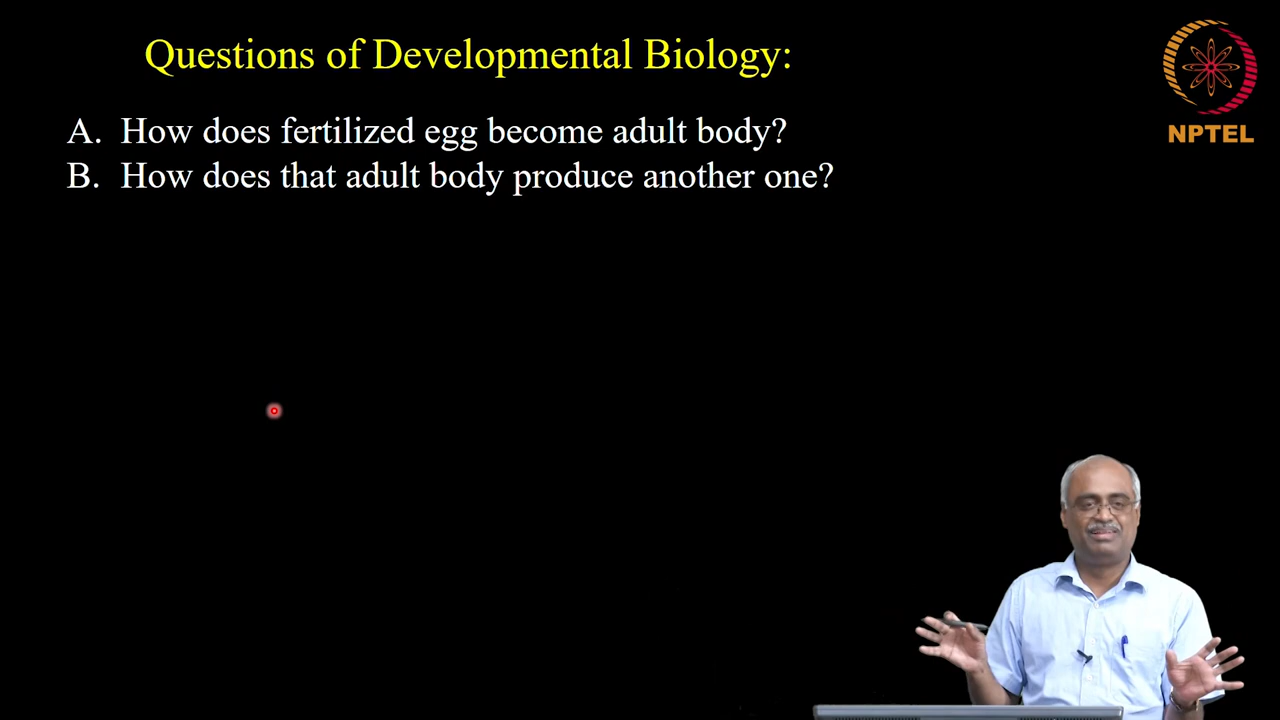 Questions of Developmental Biology:
A. How does fertilized egg become adult body?
B. How does that adult body produce another one?
NPTEL